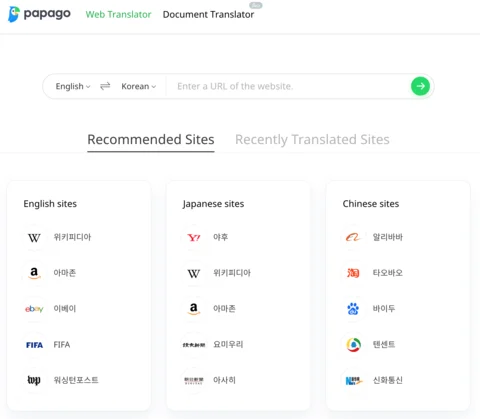 papago
Web Translator
Document Translator
English
Korean
Enter a URL of the website.
Recommended Sites
Recently Translated Sites
English sites
W 위키피디아
a 아마존
ebay 이베이
FIFA FIFA
wp 워싱턴포스트
Japanese sites
Y! 야후
W 위키피디아
a 아마존
요미우리
아사히
Chinese sites
알리바바
淘 타오바오
바이두
텐센트
신화통신